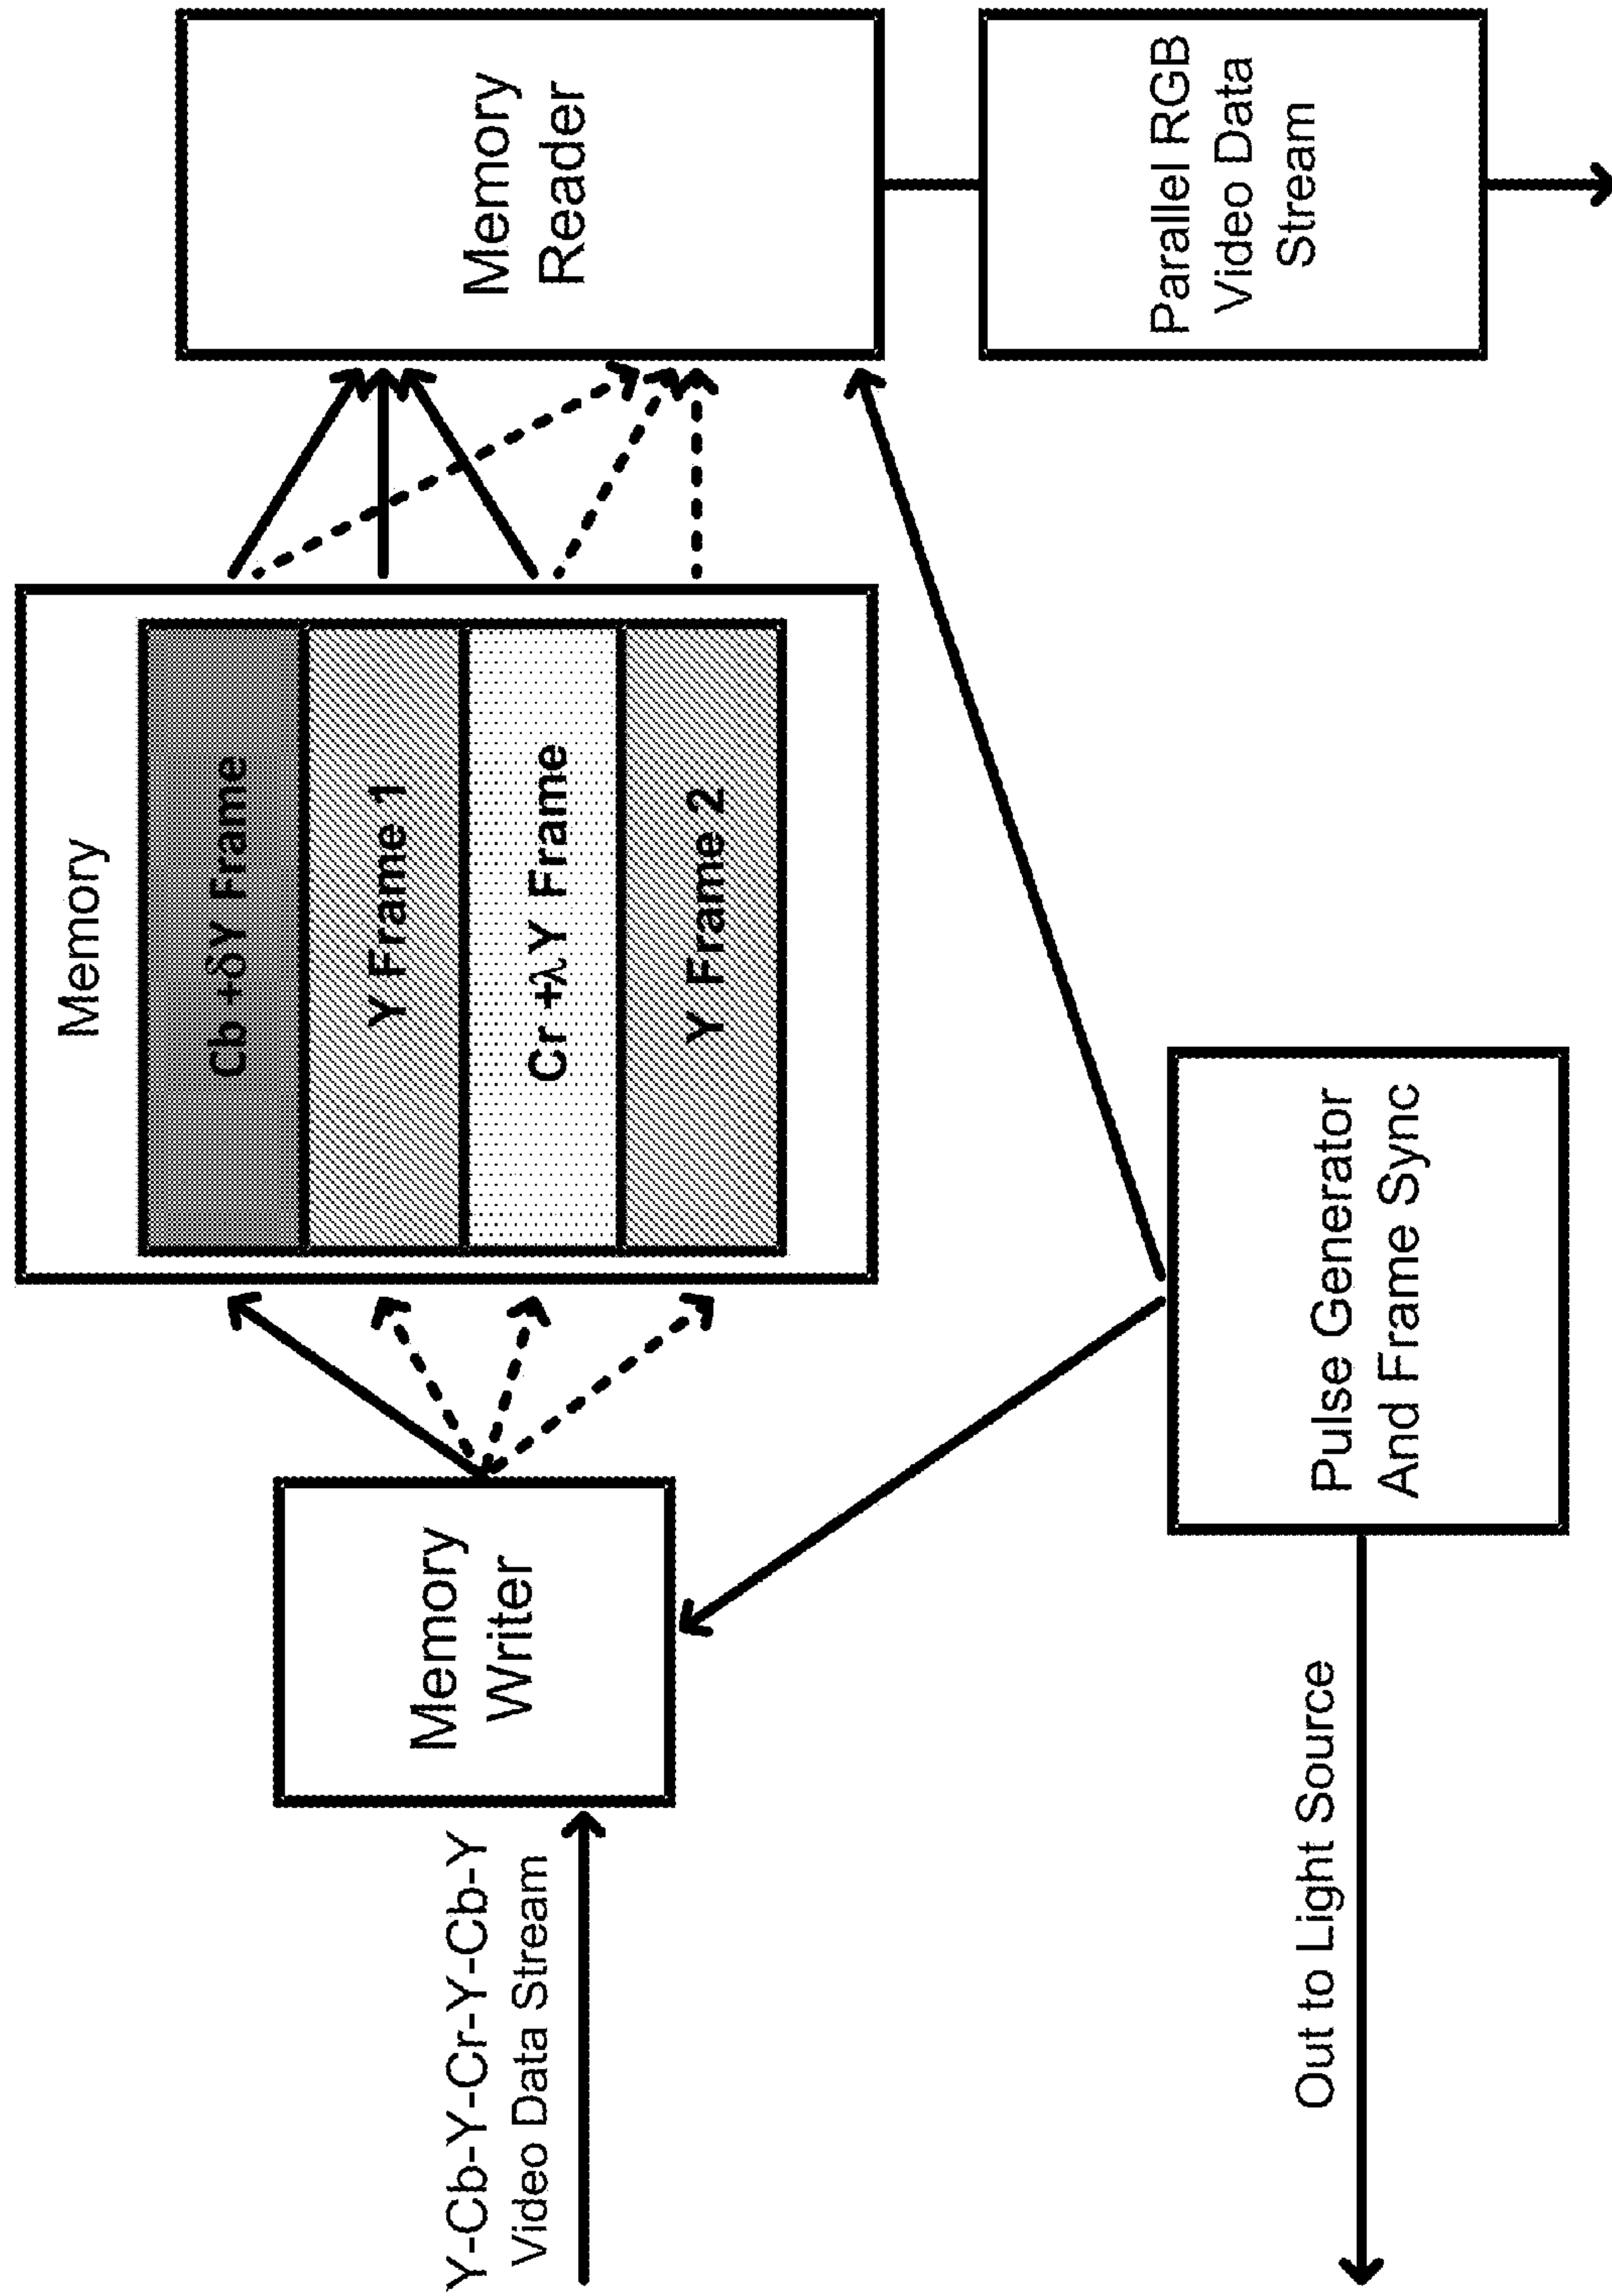 Y-Cb-Y-Cr-Y-Cb-Y
Video Data Stream
Memory
Writer
Memory
Cb +δY Frame
Y Frame 1
Cr +λY Frame
Y Frame 2
Memory
Reader
Pulse Generator
And Frame Sync
Out to Light Source
Parallel RGB
Video Data
Stream